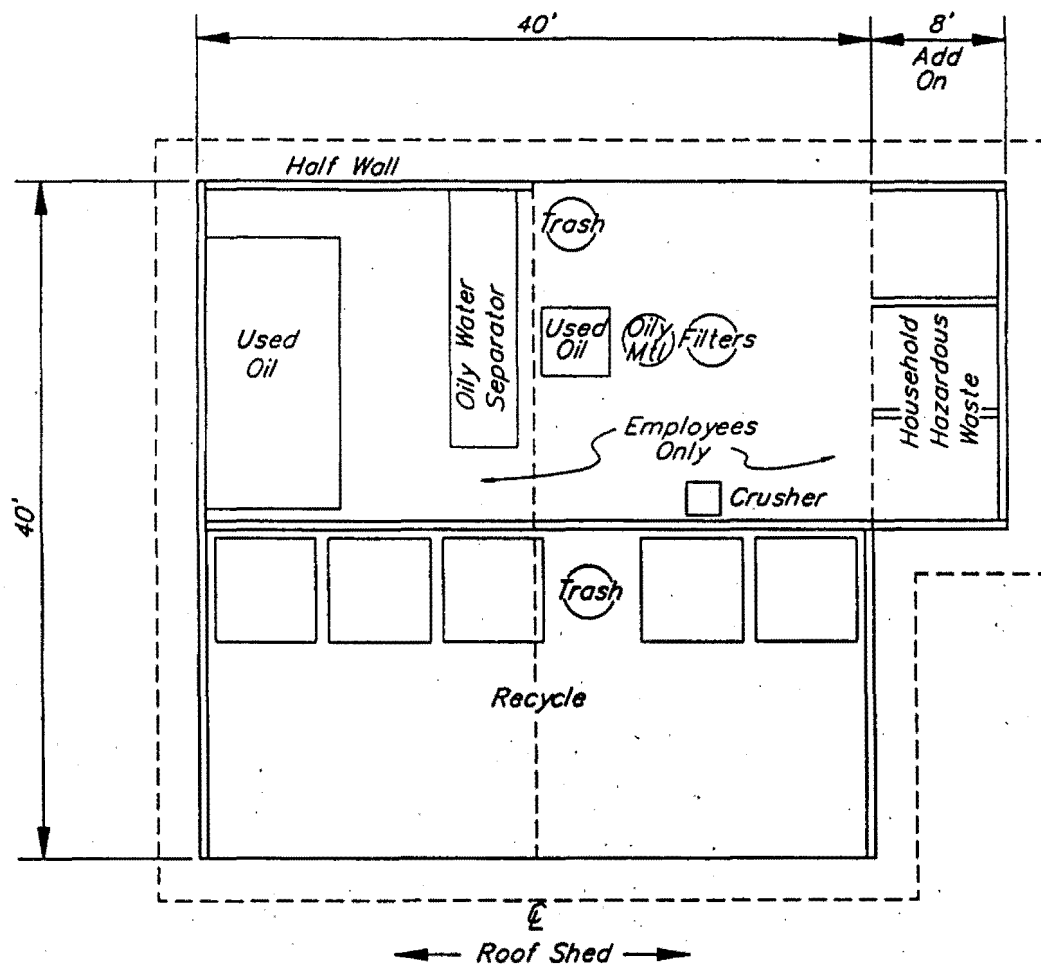 40'
8'
Add
On
Half Wall
Trash
Used
Oil
Oily Water
Separator
Used
Oil
Oily
Mtl
Filters
Household
Hazardous
Waste
Employees
Only
Crusher
40'
Trash
Recycle
℄
Roof Shed